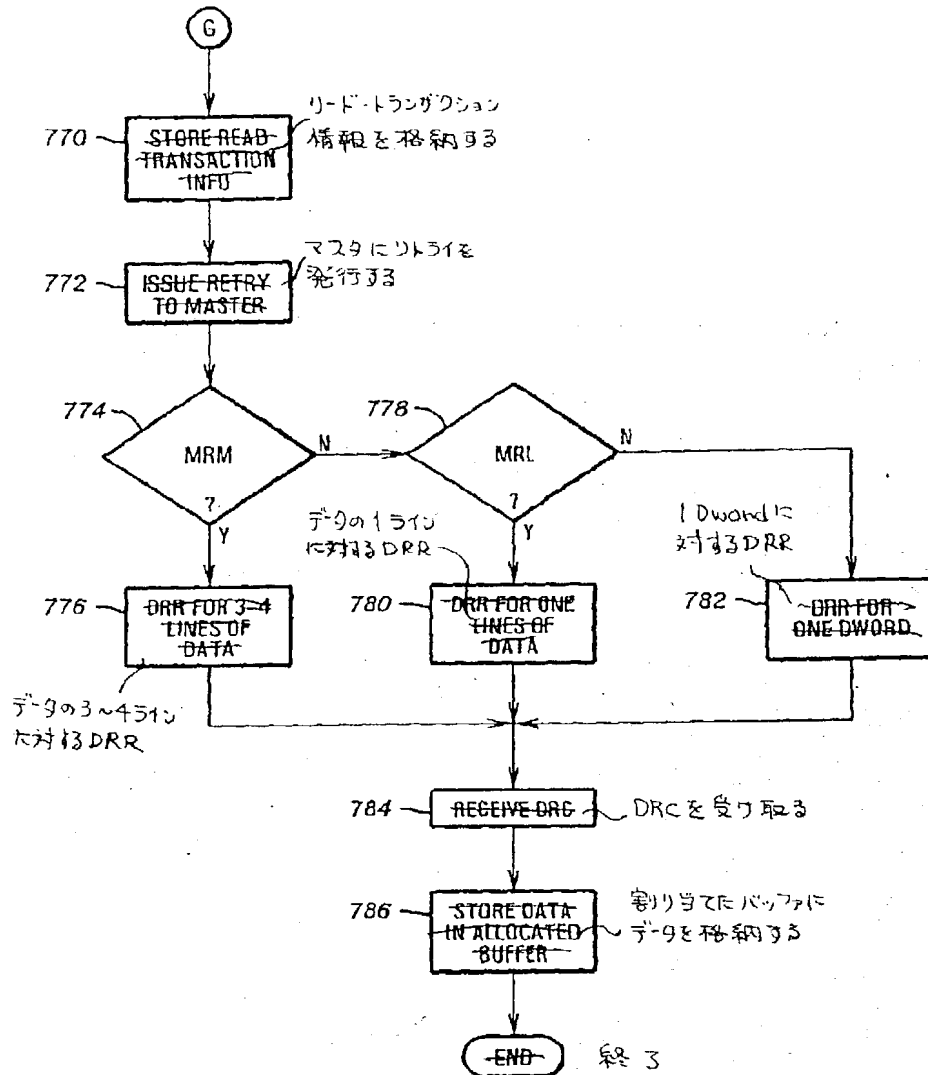 G
770
STORE READ
TRANSACTION
INFO
リード・トランザクション
情報を格納する
772
ISSUE RETRY
TO MASTER
マスタにリトライを
発行する
774
MRM
?
N
Y
778
MRL
?
N
Y
776
DRR FOR 3-4
LINES OF
DATA
データの3~4ライン
に対するDRR
780
DRR FOR ONE
LINES OF
DATA
データの1ライン
に対するDRR
782
DRR FOR
ONE DWORD
1 Dwordに
対するDRR
784
RECEIVE DRC
DRCを受け取る
786
STORE DATA
IN ALLOCATED
BUFFER
割り当てたバッファに
データを格納する
END
終了